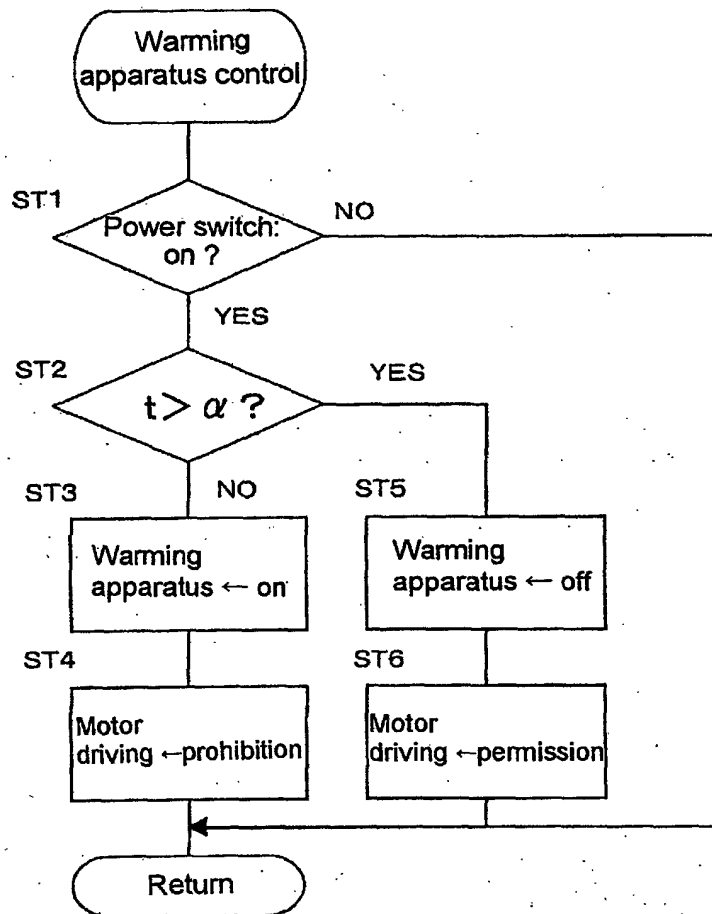 Warming
apparatus control
ST1
Power switch:
on ?
NO
YES
ST2
t > α ?
YES
NO
ST3
Warming
apparatus ← on
ST5
Warming
apparatus ← off
ST4
Motor
driving ←prohibition
ST6
Motor
driving ←permission
Return